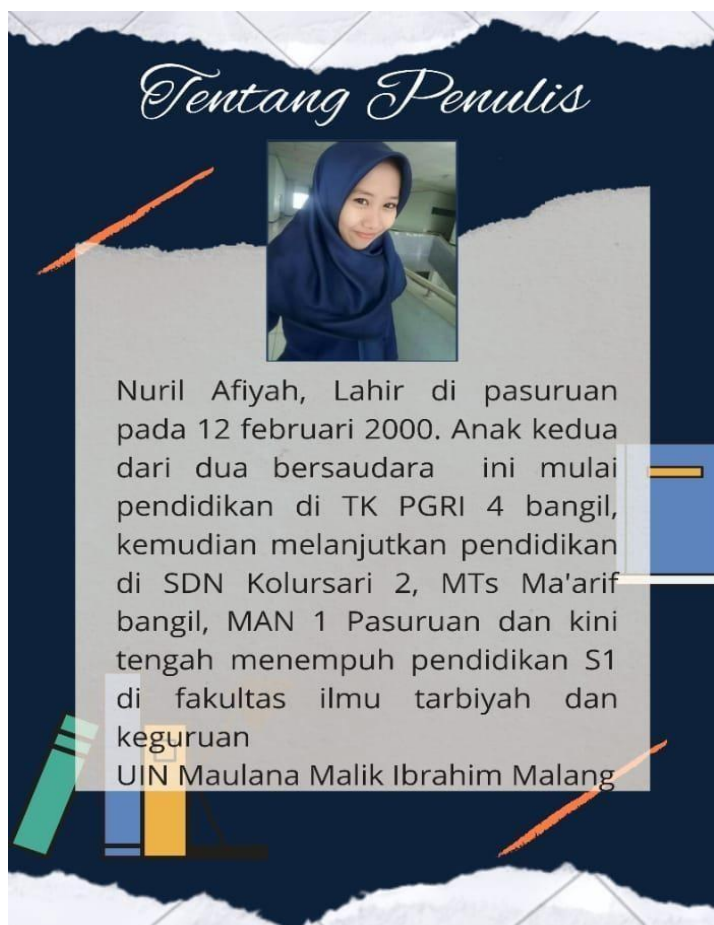 Tentang Penulis
Nuril Afiyah, Lahir di pasuruan
pada 12 februari 2000. Anak kedua
dari dua bersaudara ini mulai
pendidikan di TK PGRI 4 bangil,
kemudian melanjutkan pendidikan
di SDN Kolursari 2, MTs Ma'arif
bangil, MAN 1 Pasuruan dan kini
tengah menempuh pendidikan S1
di fakultas ilmu tarbiyah dan
keguruan
UIN Maulana Malik Ibrahim Malang